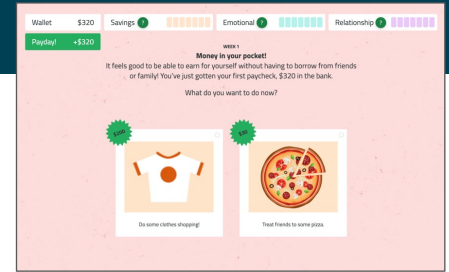 Wallet $320
Savings ?
Emotional ?
Relationship ?
Payday! +$320
WEEK 1
Money in your pocket!
It feels good to be able to earn for yourself without having to borrow from friends
or family! You've just gotten your first paycheck, $320 in the bank.
What do you want to do now?
$200
$30
Do some clothes shopping!
Treat friends to some pizza.